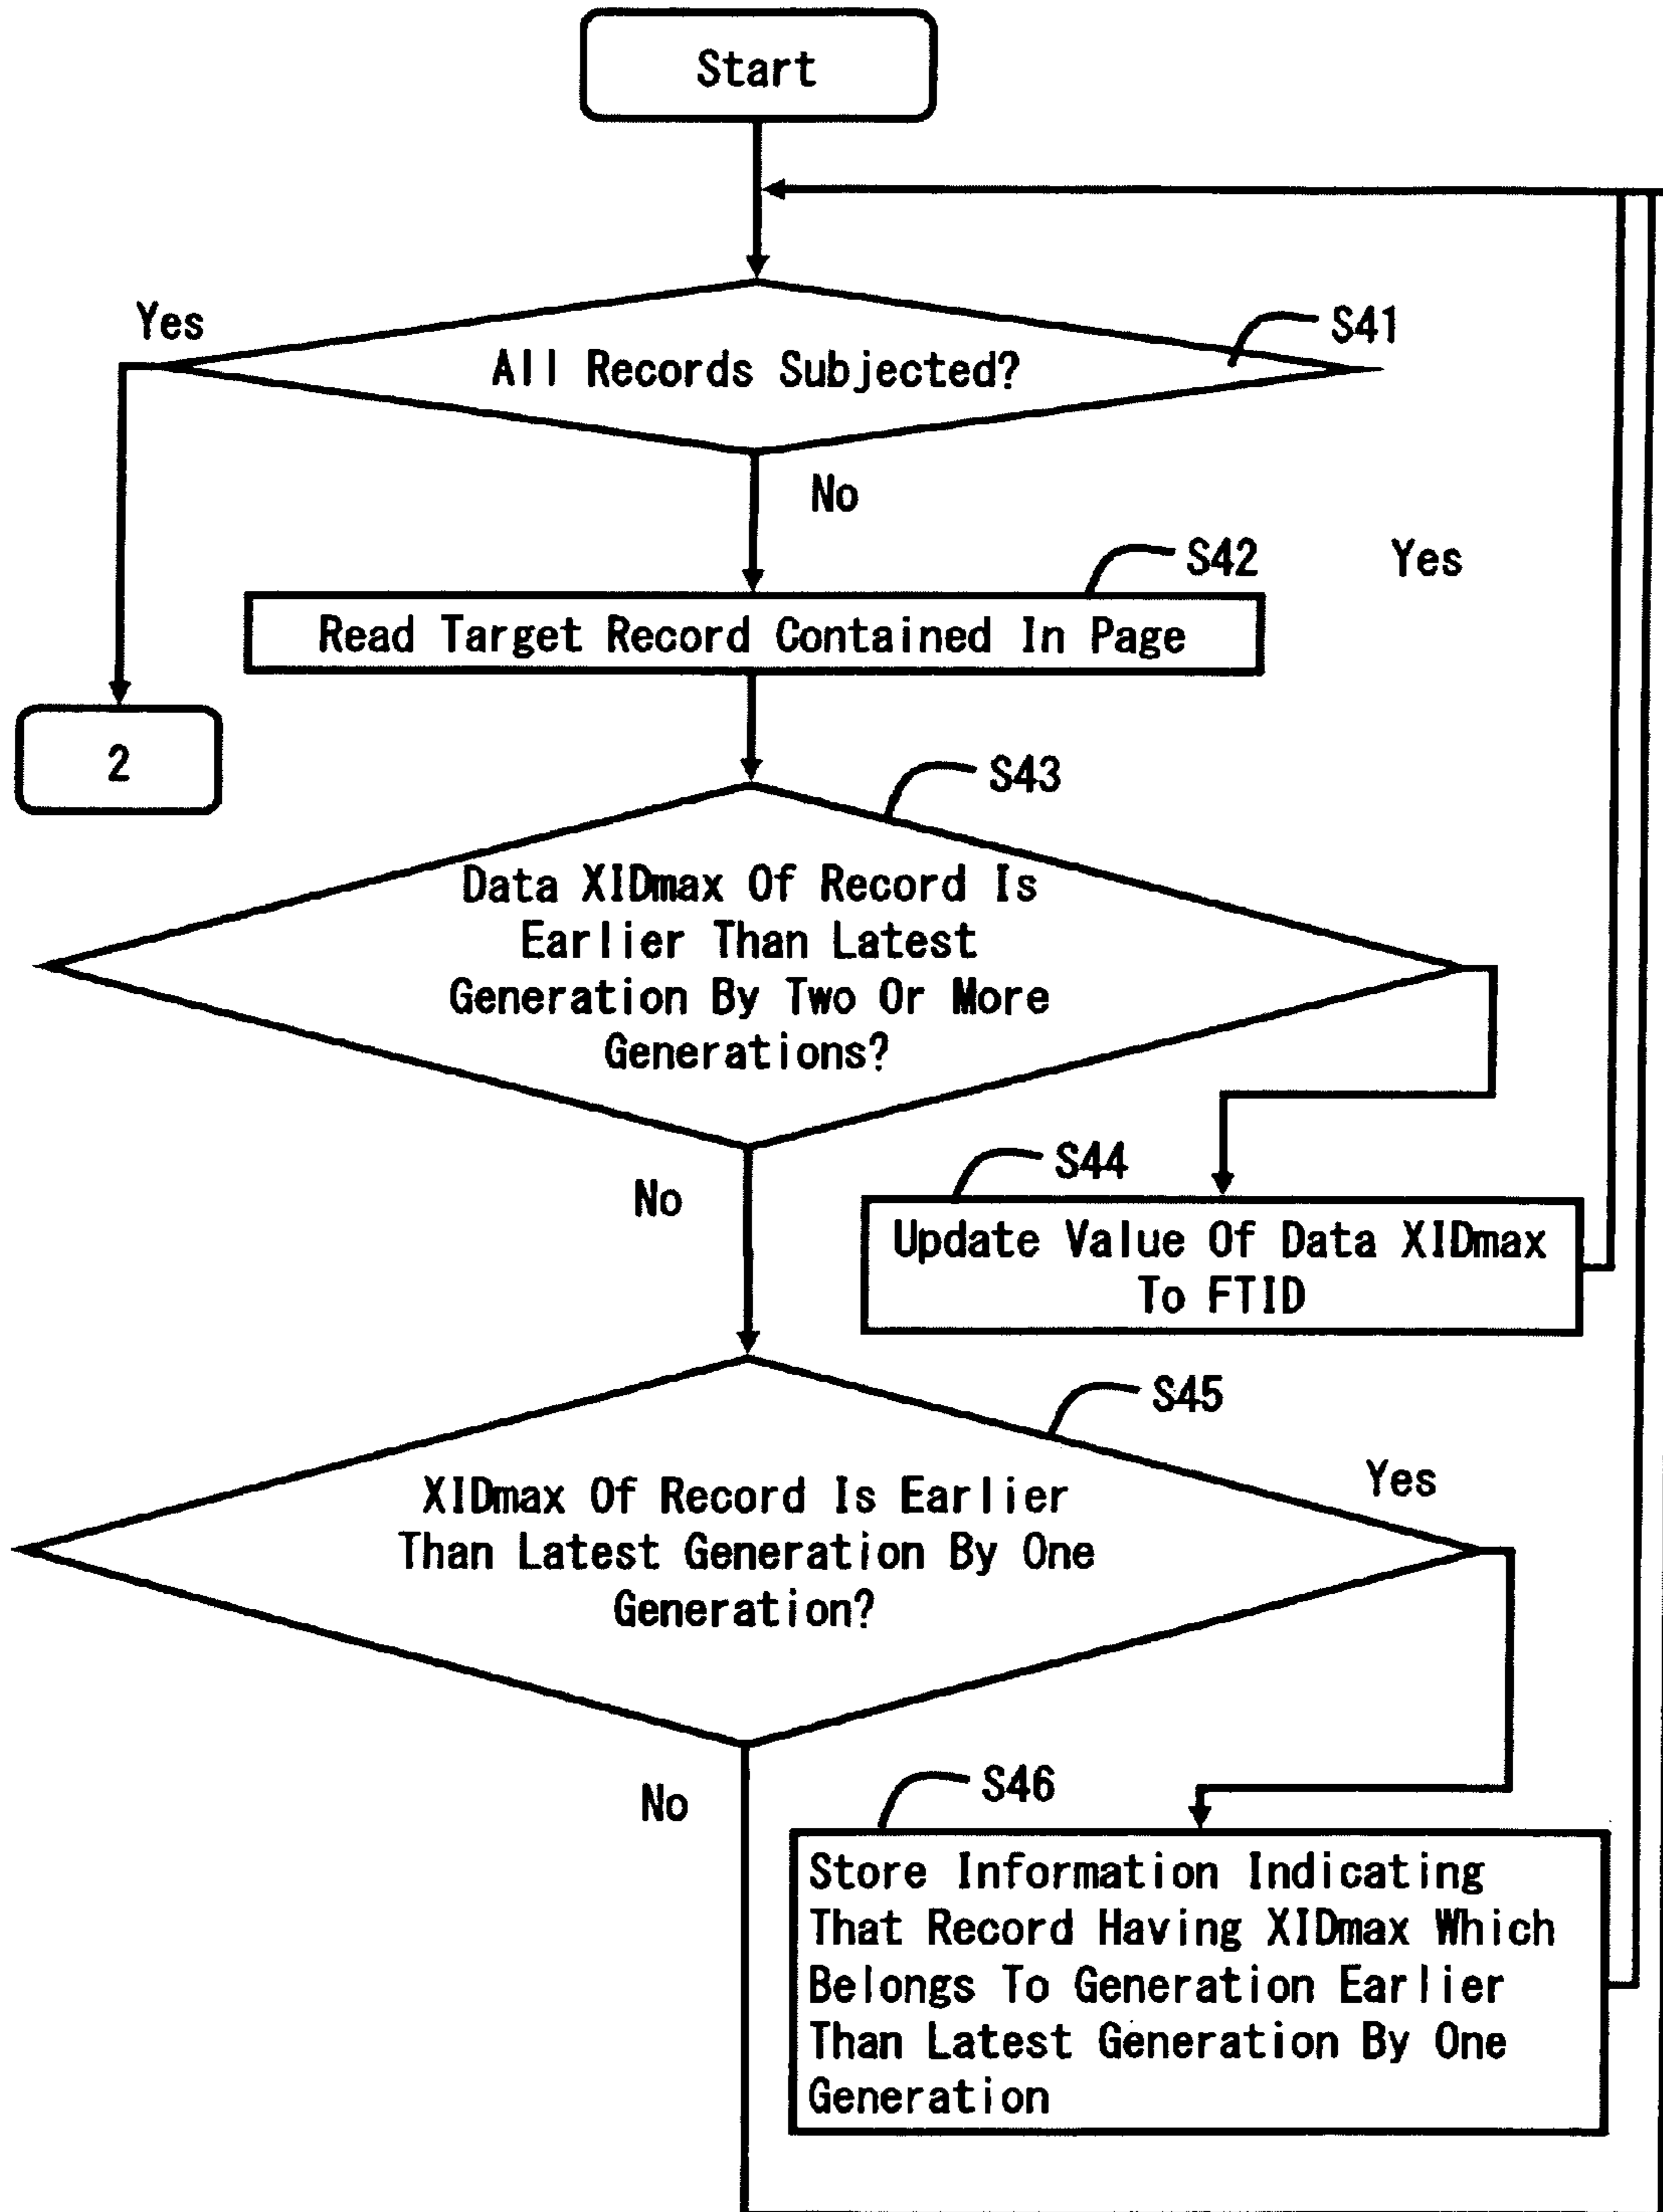 Start
Yes
S41
All Records Subjected?
No
S42
Yes
Read Target Record Contained In Page
2
S43
Data XIDmax Of Record Is
Earlier Than Latest
Generation By Two Or More
Generations?
S44
No
Update Value Of Data XIDmax
To FTID
S45
Yes
XIDmax Of Record Is Earlier
Than Latest Generation By One
Generation?
S46
No
Store Information Indicating
That Record Having XIDmax Which
Belongs To Generation Earlier
Than Latest Generation By One
Generation